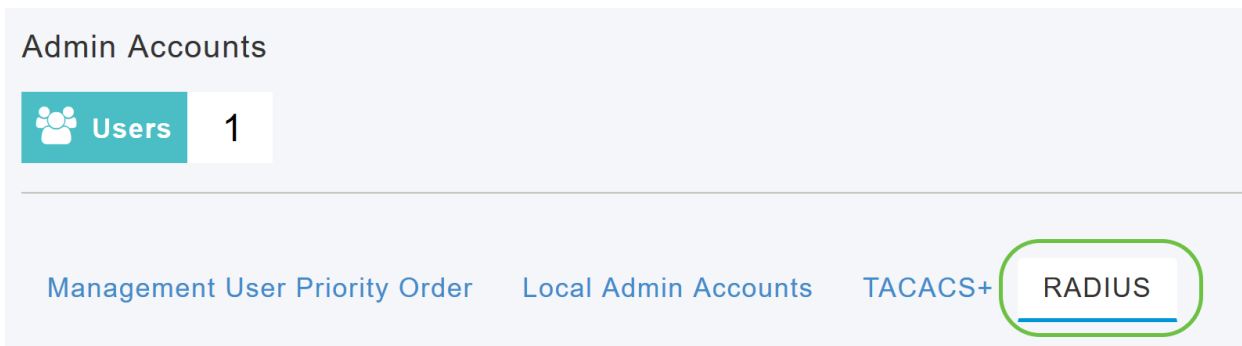 Admin Accounts
Users 1
Management User Priority Order Local Admin Accounts TACACS+ RADIUS